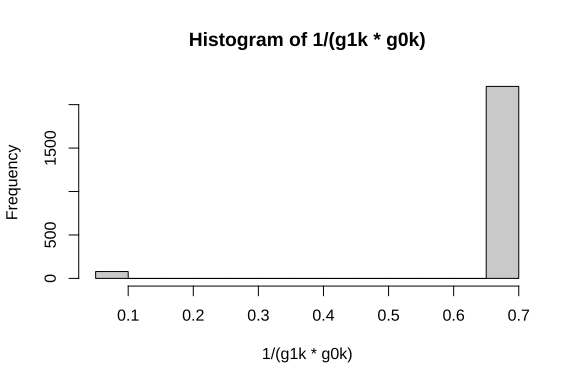 Histogram of 1/(g1k * g0k)
Frequency
1500
500
0
0.1 0.2 0.3 0.4 0.5 0.6 0.7
1/(g1k * g0k)